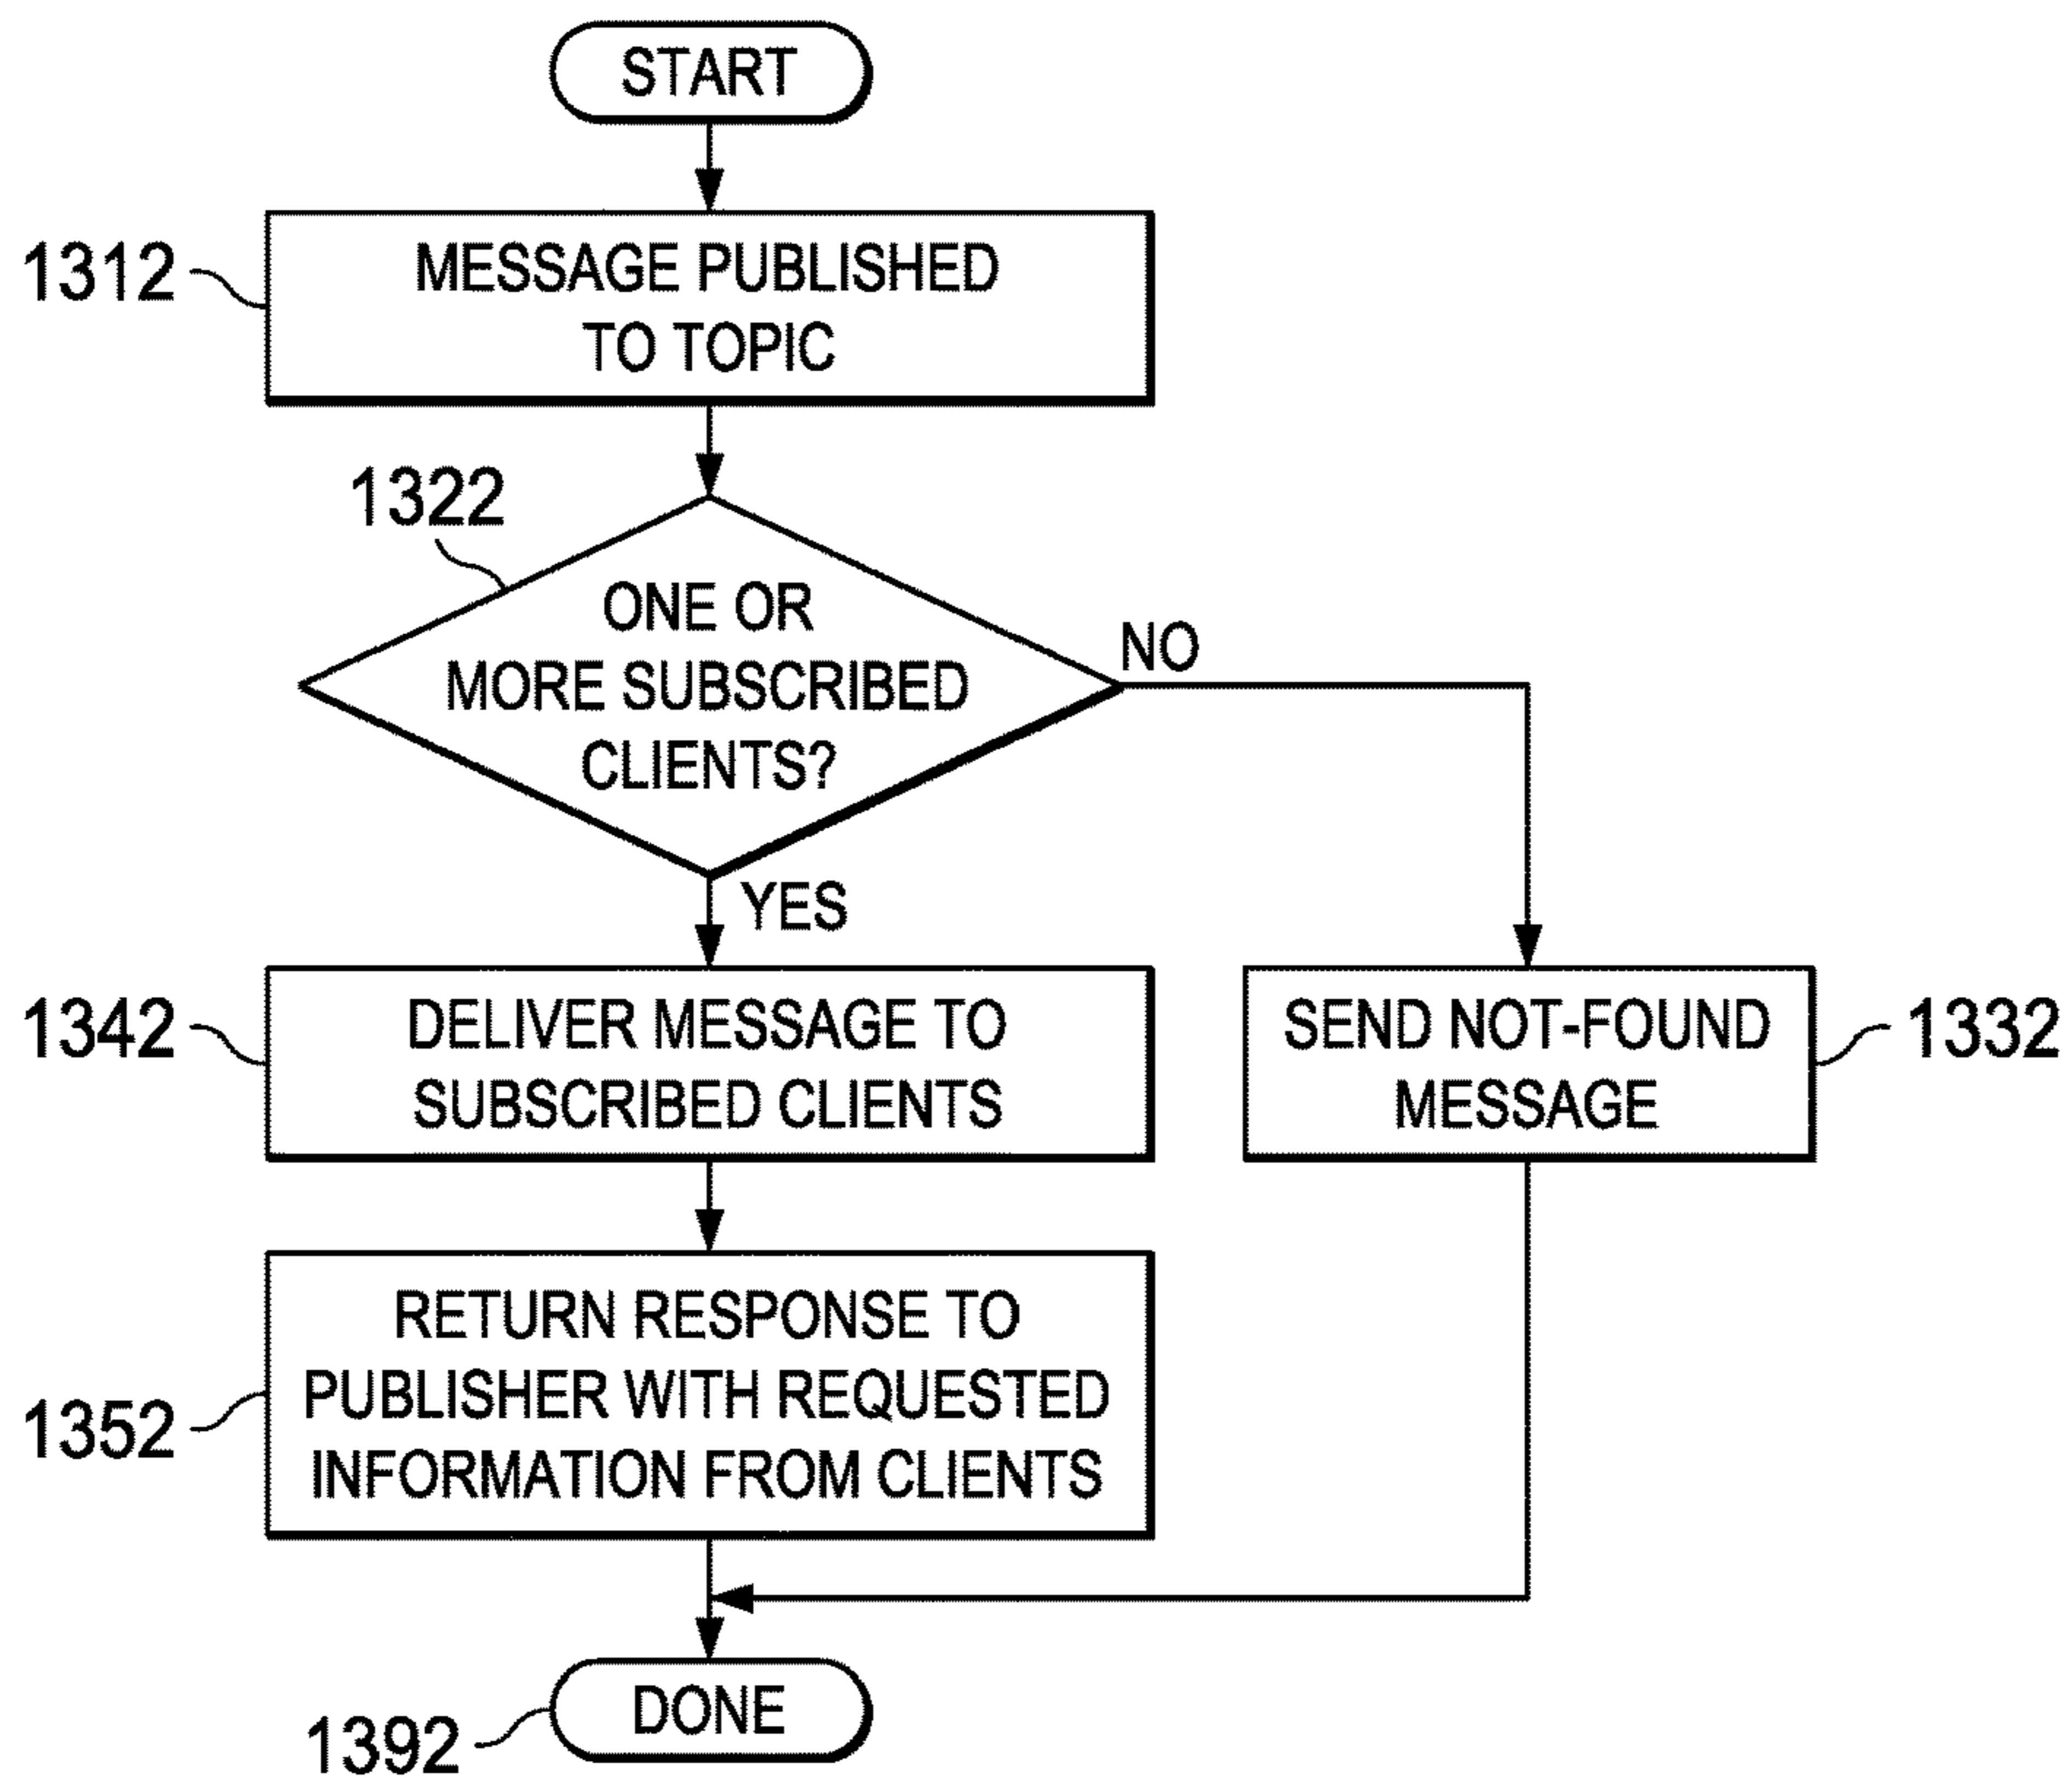 START
1312
MESSAGE PUBLISHED
TO TOPIC
1322
ONE OR
MORE SUBSCRIBED
CLIENTS?
NO
YES
1342
DELIVER MESSAGE TO
SUBSCRIBED CLIENTS
SEND NOT-FOUND
MESSAGE
1332
1352
RETURN RESPONSE TO
PUBLISHER WITH REQUESTED
INFORMATION FROM CLIENTS
DONE
1392